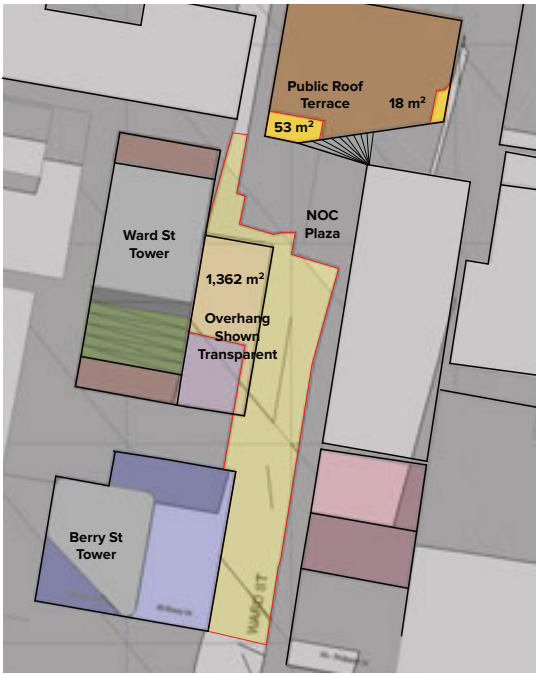 Public Roof
Terrace
18 m²
53 m²
NOC
Plaza
Ward St
Tower
1,362 m²
Overhang
Shown
Transparent
Berry St
Tower
WARD ST